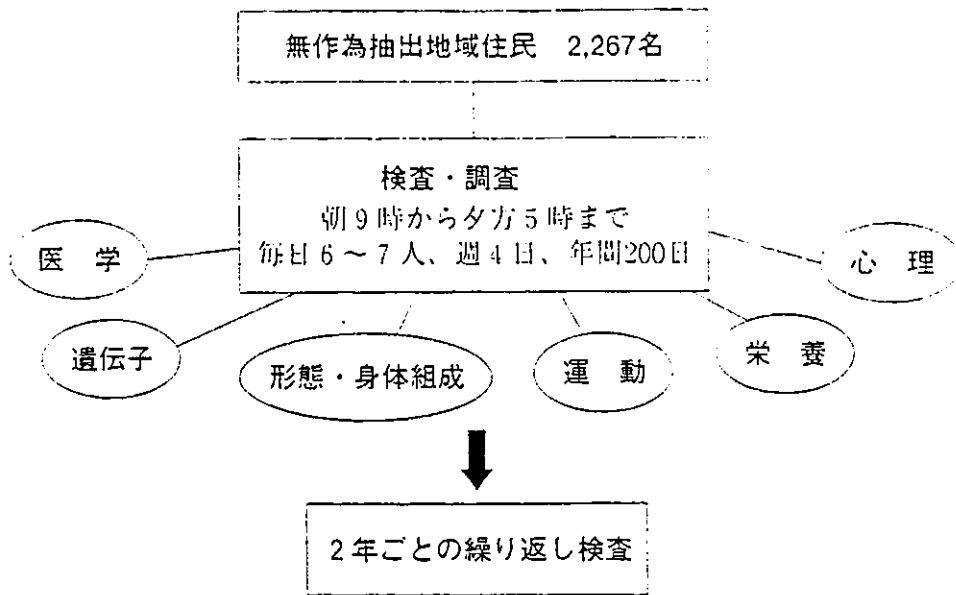 無作為抽出地域住民 2,267名
検査・調査
朝9時から夕方5時まで
毎日6〜7人、週4日、年間200日
医 学
心 理
遺伝子
形態・身体組成
運 動
栄 養
2年ごとの繰り返し検査